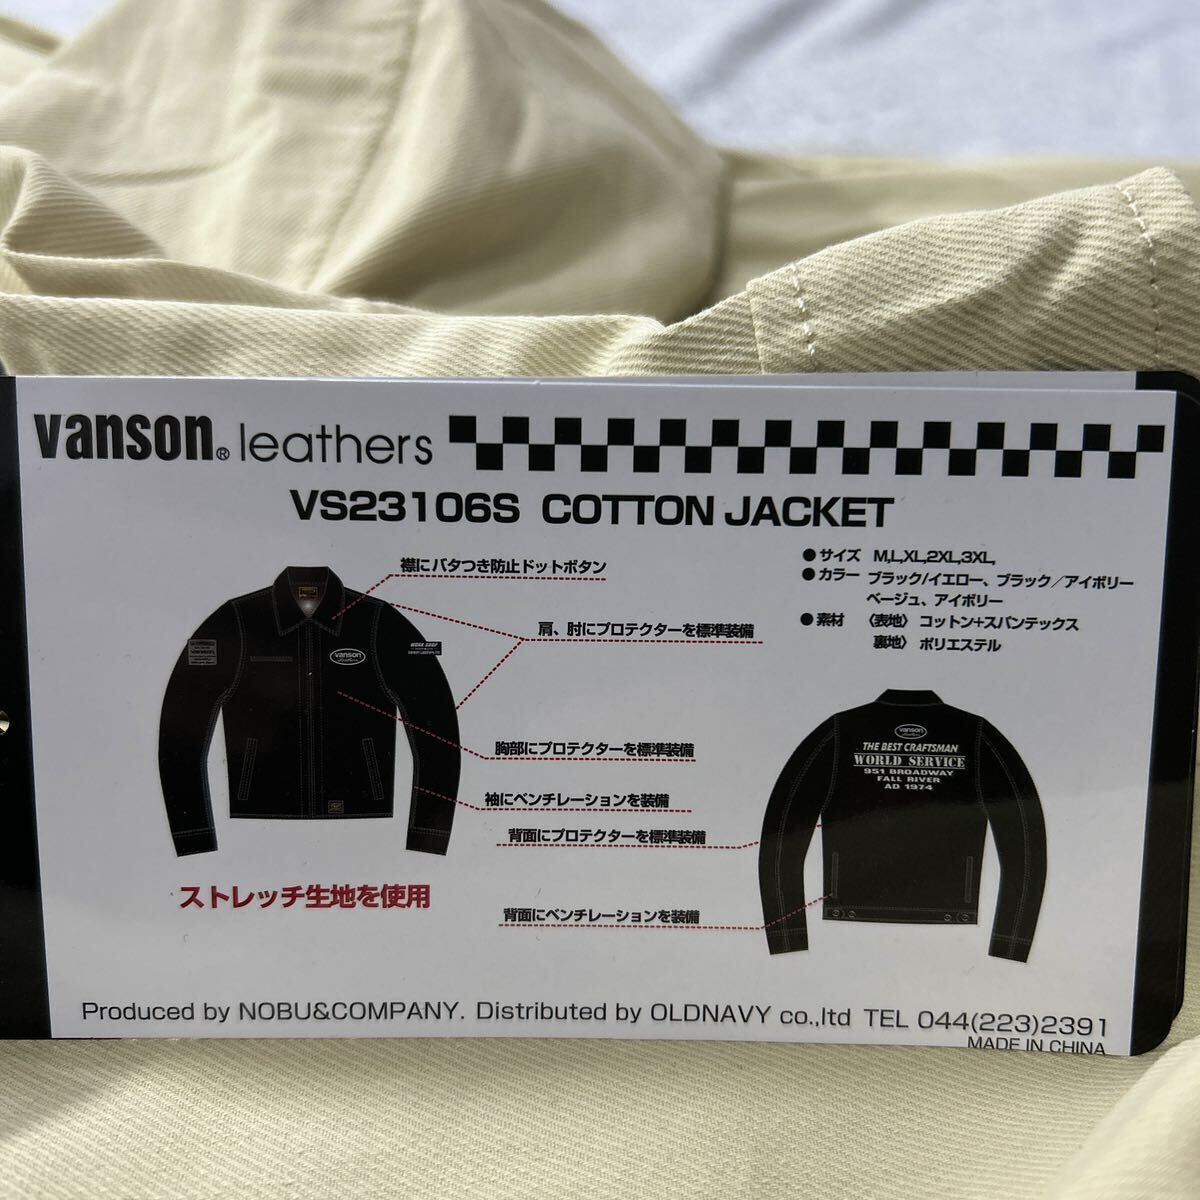 vanson® leathers
VS23106S COTTON JACKET
襟にバタつき防止ドットボタン
●サイズ M,L,XL,2XL,3XL,
●カラー ブラック/イエロー、ブラック／アイボリー
ベージュ、アイボリー
●素材 〈表地〉コットン+スパンテックス
裏地〉ポリエステル
肩、肘にプロテクターを標準装備
胸部にプロテクターを標準装備
袖にベンチレーションを装備
背面にプロテクターを標準装備
背面にベンチレーションを装備
ストレッチ生地を使用
vanson
leathers
WORK SHOP
vanson
leathers
THE BEST CRAFTSMAN
WORLD SERVICE
951 BROADWAY
FALL RIVER
AD 1974
Produced by NOBU&COMPANY. Distributed by OLDNAVY co.,ltd TEL 044(223)2391
MADE IN CHINA